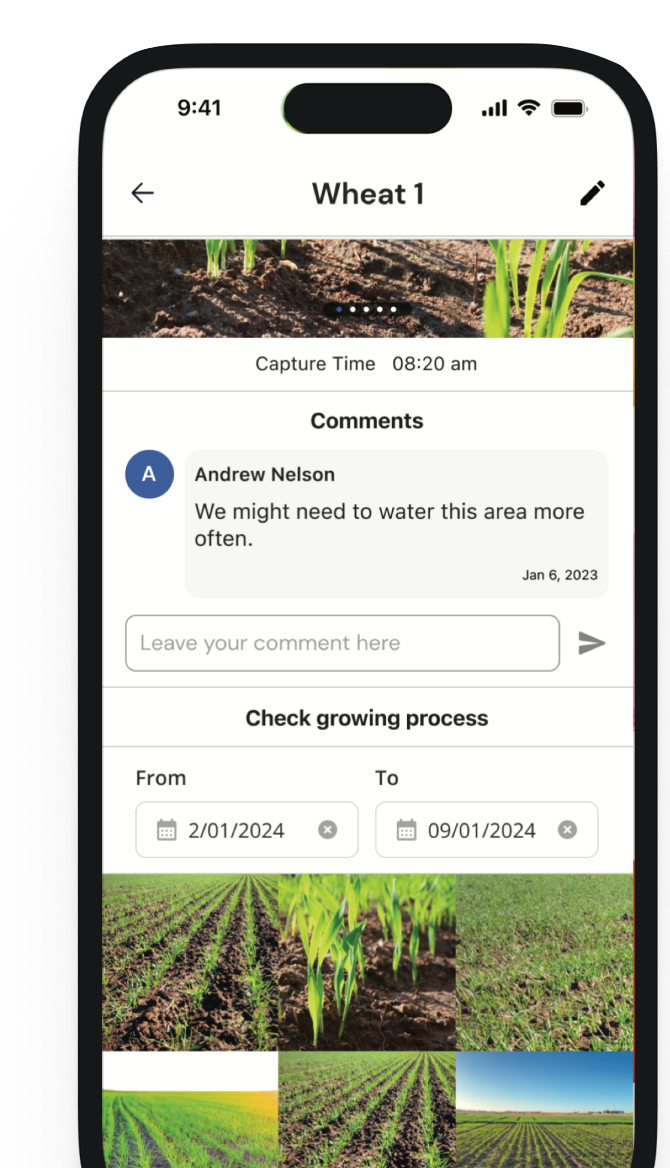 9:41
Wheat 1
Capture Time 08:20 am
Comments
A
Andrew Nelson
We might need to water this area more
often.
Jan 6, 2023
Leave your comment here
Check growing process
From To
2/01/2024 09/01/2024